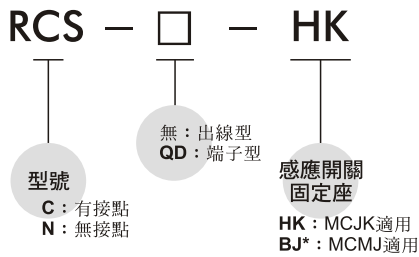 RCS — □ — HK
無：出線型
QD：端子型
型號
C：有接點
N：無接點
感應開關
固定座
HK：MCJK適用
BJ*：MCMJ適用